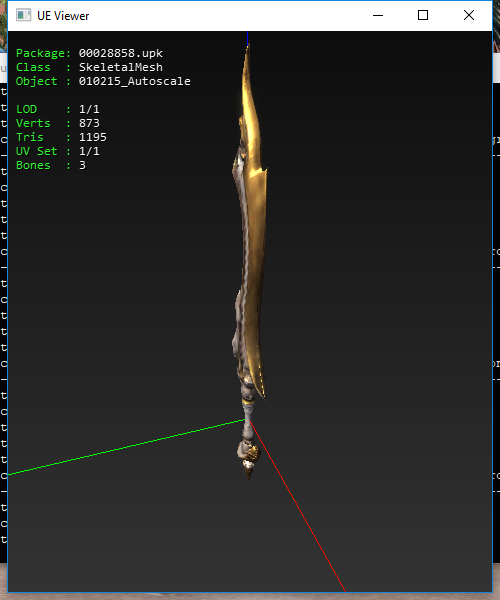 UE Viewer
Package: 00028858.upk
Class : SkeletalMesh
Object : 010215_Autoscale
LOD : 1/1
Verts : 873
Tris : 1195
UV Set : 1/1
Bones : 3